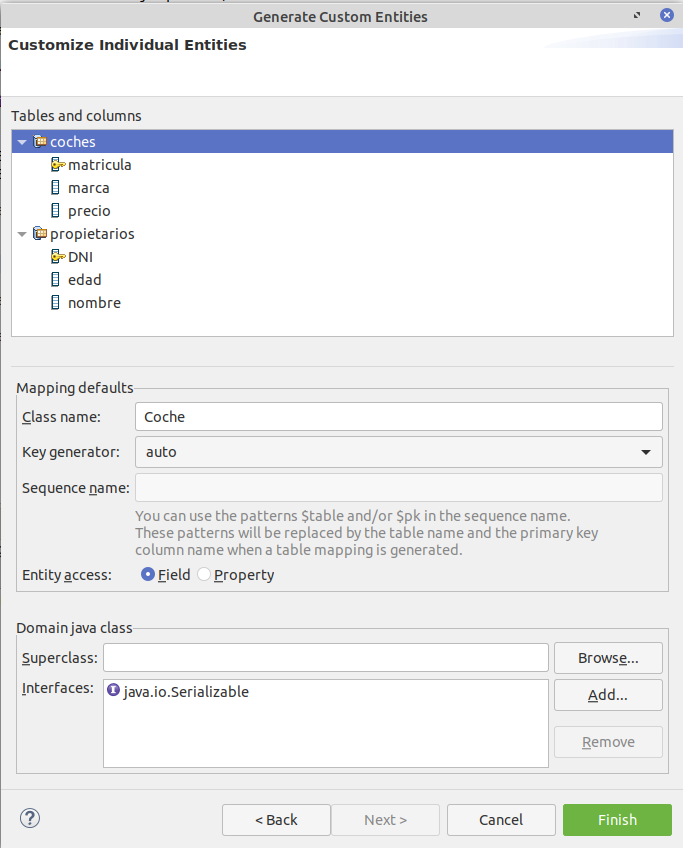 Generate Custom Entities
Customize Individual Entities
Tables and columns
coches
matricula
marca
precio
propietarios
DNI
edad
nombre
Mapping defaults
Class name: Coche
Key generator: auto
Sequence name:
You can use the patterns $table and/or $pk in the sequence name.
These patterns will be replaced by the table name and the primary key
column name when a table mapping is generated.
Entity access: Field Property
Domain java class
Superclass: Browse...
Interfaces: I java.io.Serializable Add...
Remove
? < Back Next > Cancel Finish